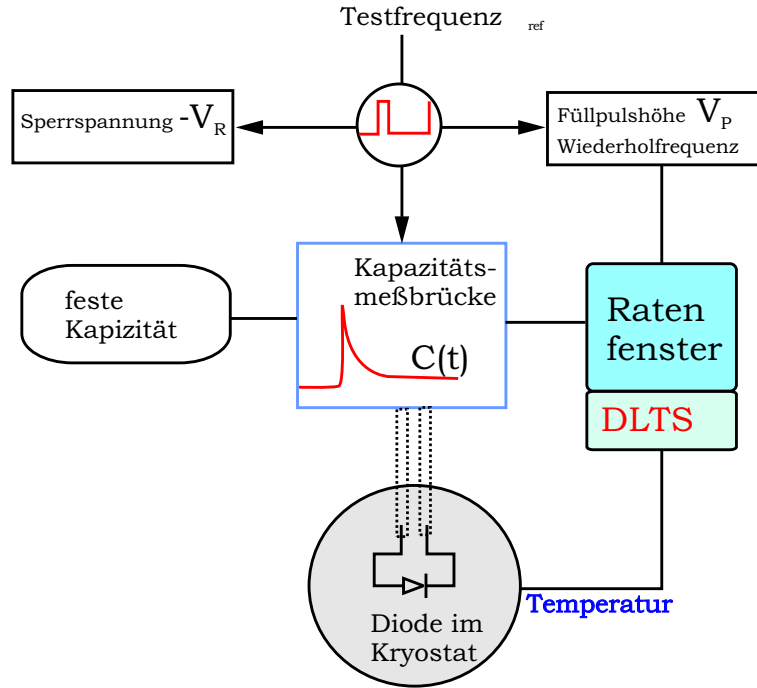 Testfrequenz ref
Sperrspannung -VR
Füllpulshöhe VP
Wiederholfrequenz
Kapazitäts-
meßbrücke
C(t)
feste
Kapizität
Raten
fenster
DLTS
Temperatur
Diode im
Kryostat